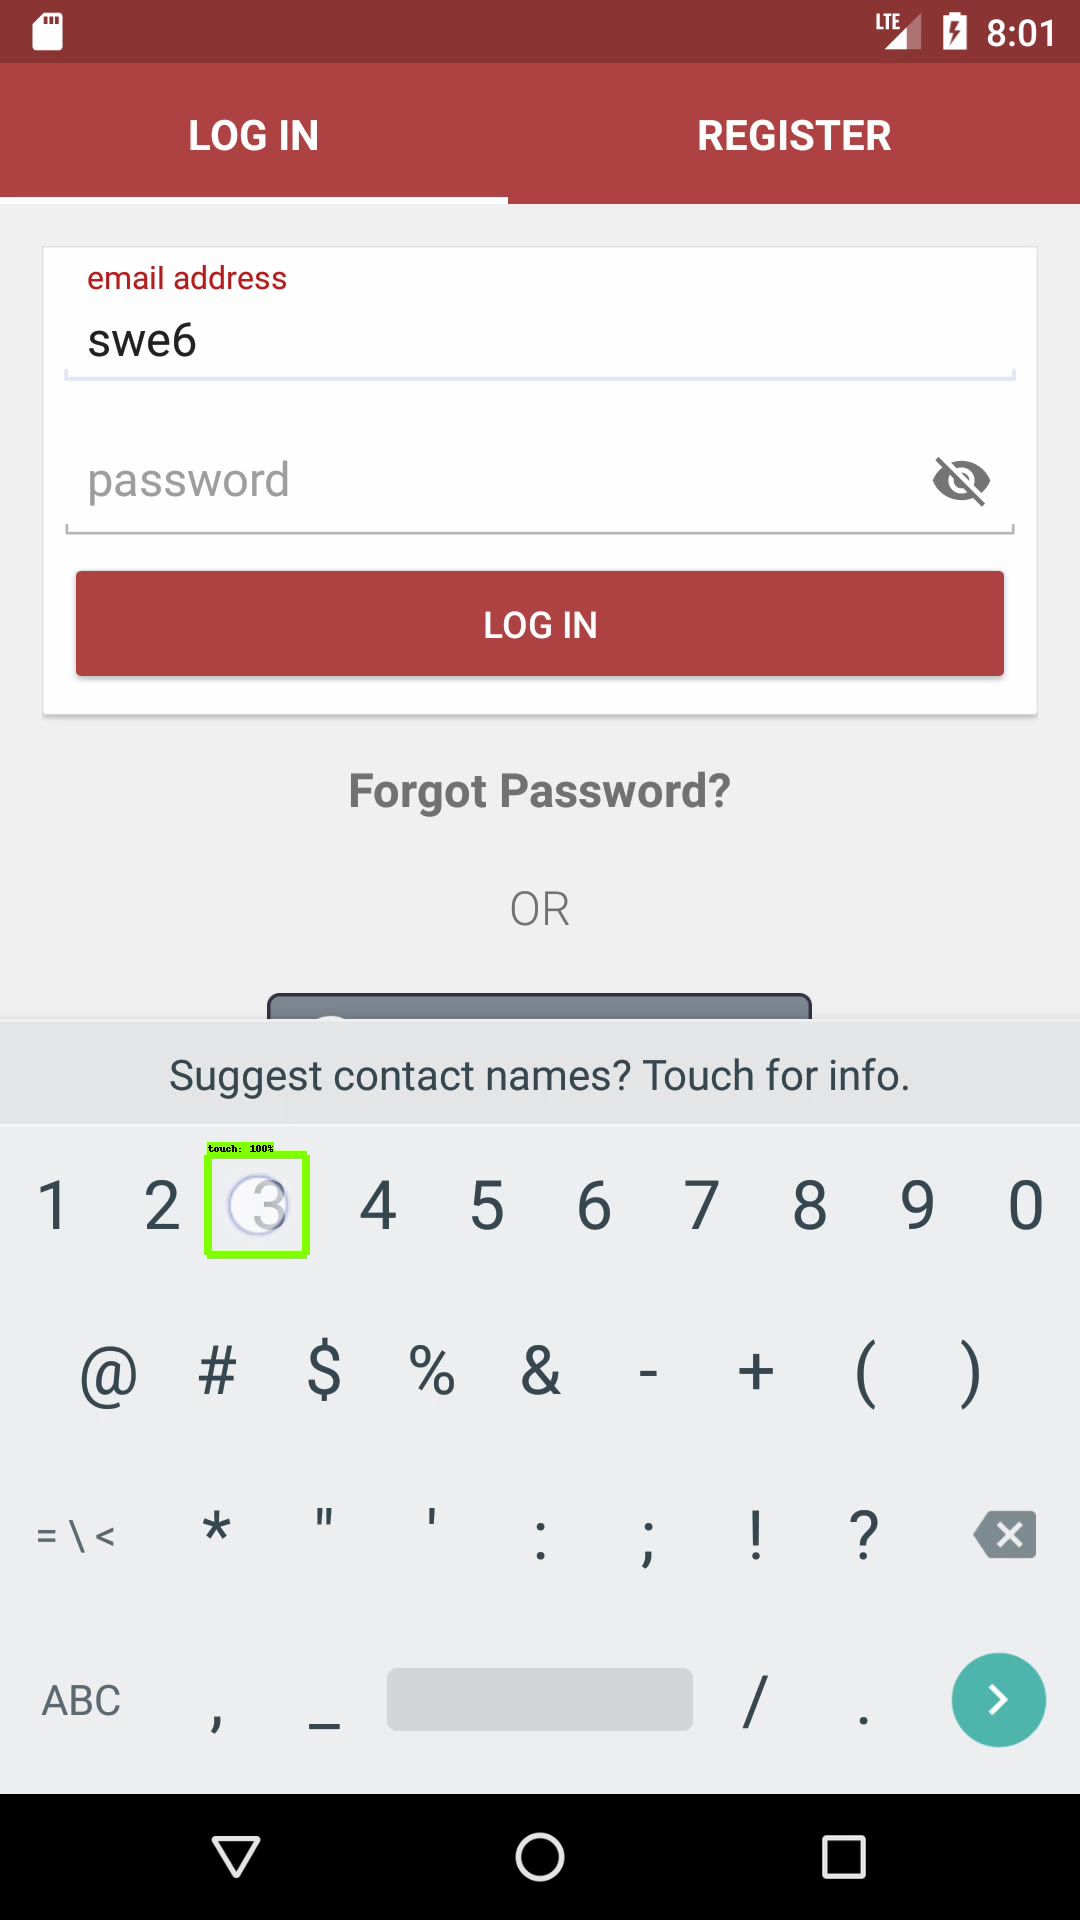 LTE 8:01
LOG IN REGISTER
email address
swe6
password
LOG IN
Forgot Password?
OR
Suggest contact names? Touch for info.
touch: 100%
1 2 3 4 5 6 7 8 9 0
@ # $ % & - + ( )
= \ < * " ' : ; ! ?
ABC , _ / .